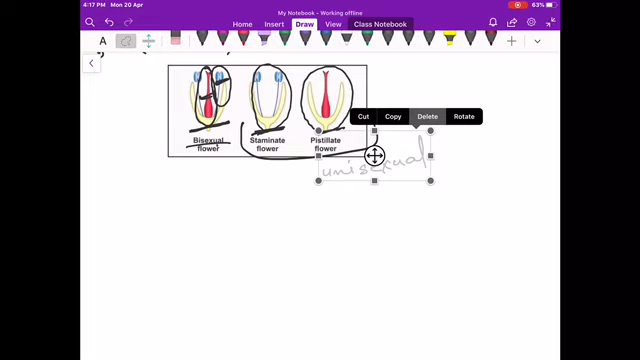 4:17 PM Mon 20 Apr
My Notebook - Working offline
63%
Home Insert Draw View Class Notebook
A
Cut Copy Delete Rotate
Bisexual flower
Staminate flower
Pistillate flower
unisexual